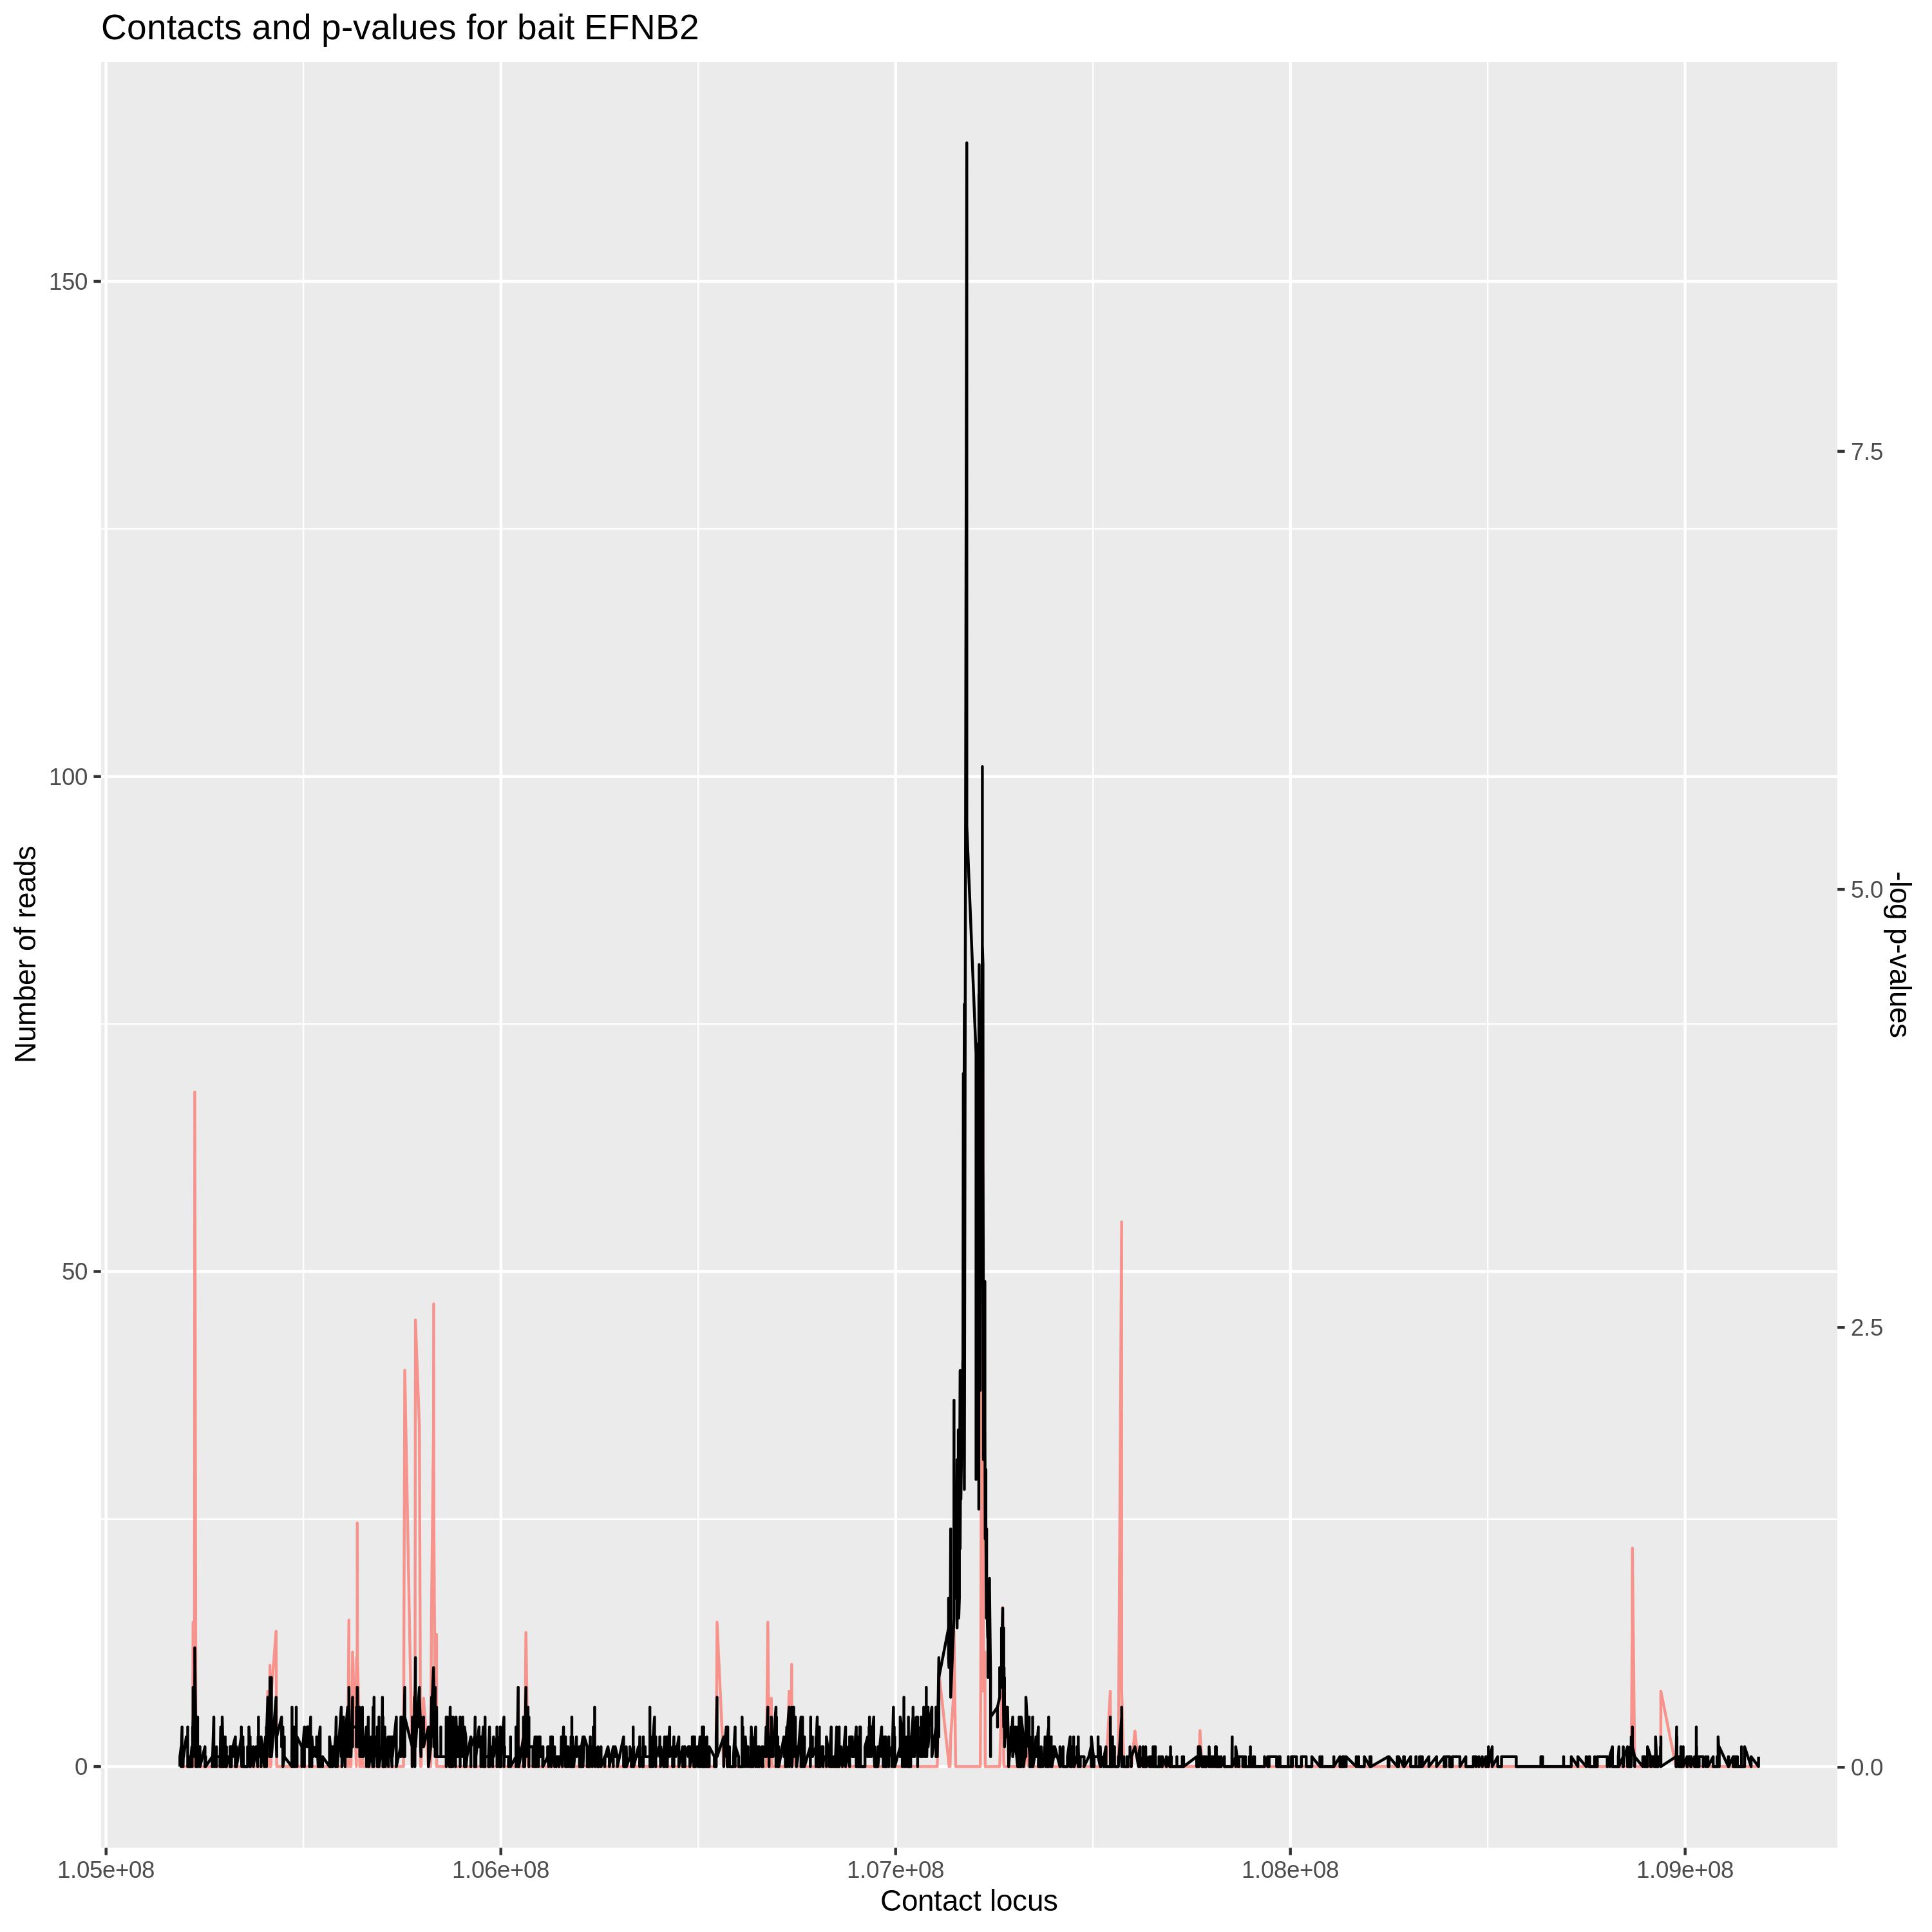 Contacts and p-values for bait EFNB2
150
100
50
0
Number of reads
7.5
5.0
2.5
0.0
-log p-values
1.05e+08
1.06e+08
1.07e+08
1.08e+08
1.09e+08
Contact locus